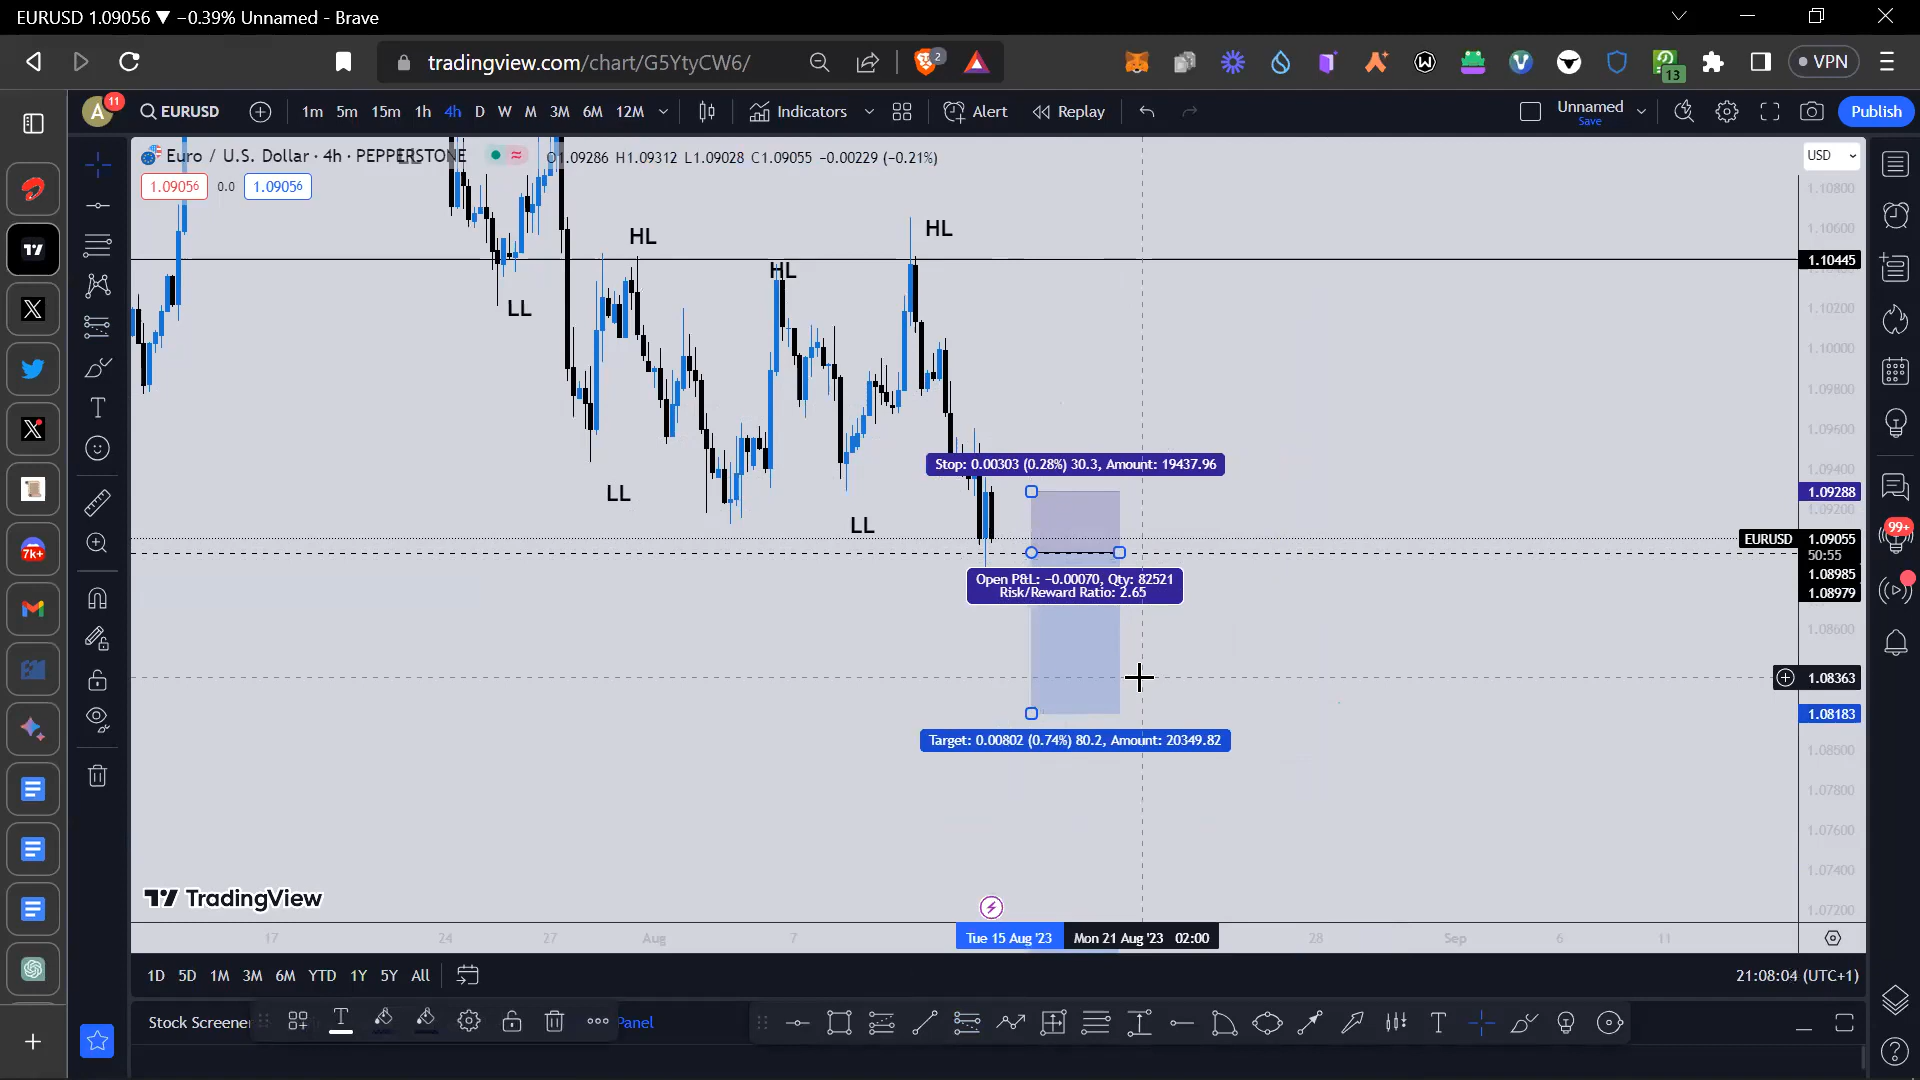 EURUSD 1.09056 ▼ −0.39% Unnamed - Brave
tradingview.com/chart/G5YtyCW6/
2
13
VPN
A
11
EURUSD
1m 5m 15m 1h 4h D W M 3M 6M 12M
Indicators
Alert
Replay
Unnamed
Save
Publish
Euro / U.S. Dollar · 4h · PEPPERSTONE
O1.09286 H1.09312 L1.09028 C1.09055 −0.00229 (−0.21%)
USD
1.09056
0.0
1.09056
1.10800
1.10600
1.10445
1.10200
1.10000
1.09800
1.09600
1.09400
1.09288
1.09200
EURUSD 1.09055
50:55
1.08985
1.08979
1.08600
1.08363
1.08183
1.08000
1.07800
1.07600
1.07400
1.07200
HL
HL
HL
LL
LL
LL
Stop: 0.00303 (0.28%) 30.3, Amount: 19437.96
Open P&L: −0.00070, Qty: 82521
Risk/Reward Ratio: 2.65
Target: 0.00802 (0.74%) 80.2, Amount: 20349.82
7k+
99+
TradingView
17 24 27 Aug 7 Tue 15 Aug '23 Mon 21 Aug '23 02:00 28 Sep 6 11
1D 5D 1M 3M 6M YTD 1Y 5Y All
21:08:04 (UTC+1)
Stock Screener
Panel